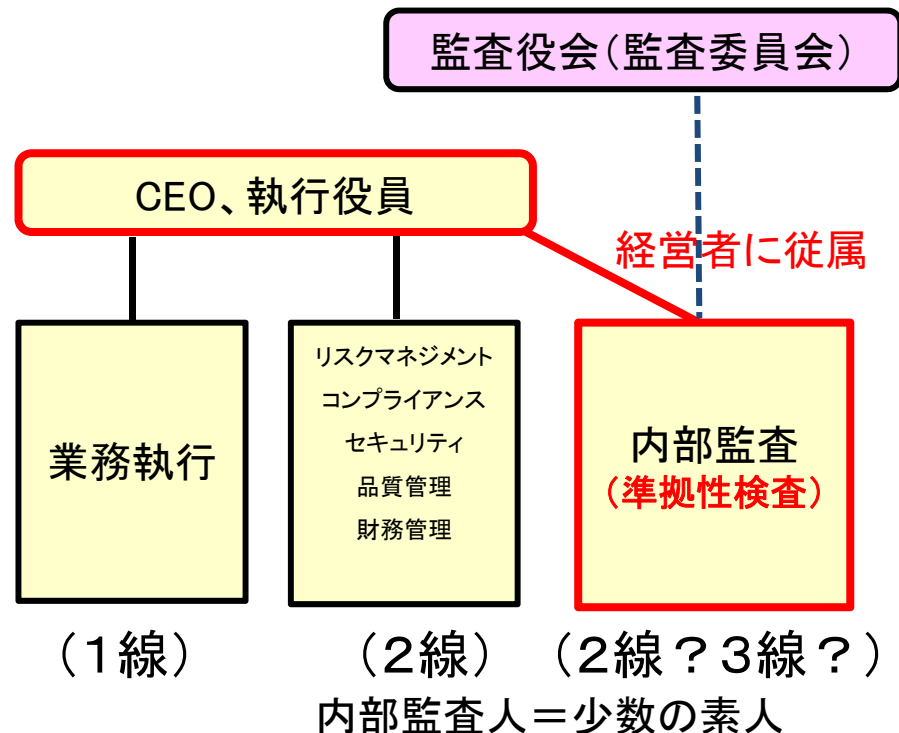 監査役会(監査委員会)
CEO、執行役員
経営者に従属
業務執行
リスクマネジメント
コンプライアンス
セキュリティ
品質管理
財務管理
内部監査
(準拠性検査)
(1線)
(2線)
(2線?3線?)
内部監査人=少数の素人